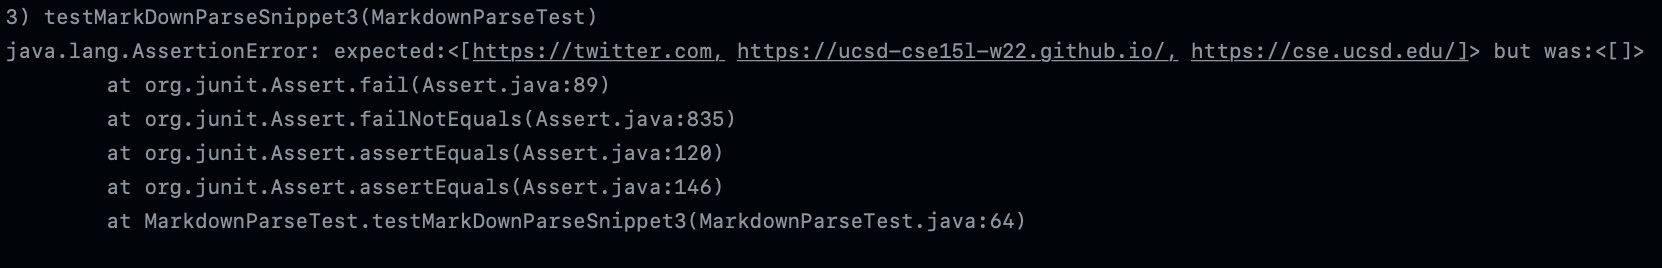 3) testMarkDownParseSnippet3(MarkdownParseTest)
java.lang.AssertionError: expected:<[https://twitter.com, https://ucsd-cse15l-w22.github.io/, https://cse.ucsd.edu/]> but was:<[]>
        at org.junit.Assert.fail(Assert.java:89)
        at org.junit.Assert.failNotEquals(Assert.java:835)
        at org.junit.Assert.assertEquals(Assert.java:120)
        at org.junit.Assert.assertEquals(Assert.java:146)
        at MarkdownParseTest.testMarkDownParseSnippet3(MarkdownParseTest.java:64)